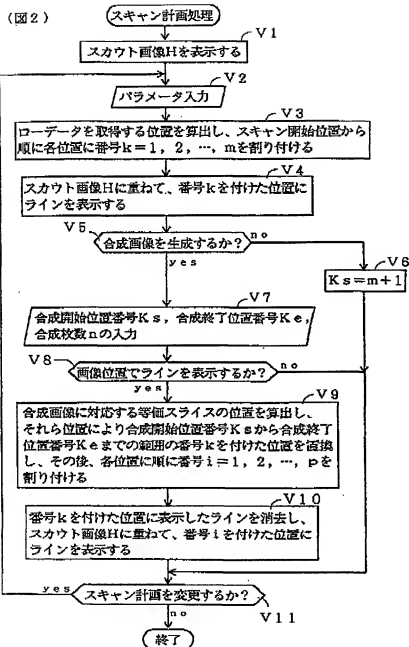 (図2)
スキャン計画処理
V1
スカウト画像Hを表示する
V2
パラメータ入力
V3
ローデータを取得する位置を算出し、スキャン開始位置から
順に各位置に番号k=1, 2, …, mを割り付ける
V4
スカウト画像Hに重ねて、番号kを付けた位置に
ラインを表示する
V5
合成画像を生成するか?
no
yes
V6
Ks=m+1
V7
合成開始位置番号Ks, 合成終了位置番号Ke,
合成枚数nの入力
V8
画像位置でラインを表示するか?
no
yes
V9
合成画像に対応する等価スライスの位置を算出し、
それら位置により合成開始位置番号Ksから合成終了
位置番号Keまでの範囲の番号kを付けた位置を置換
し、その後、各位置に順に番号i=1, 2, …, pを
割り付ける
V10
番号kを付けた位置に表示したラインを消去し、
スカウト画像Hに重ねて、番号iを付けた位置に
ラインを表示する
yes
スキャン計画を変更するか?
V11
no
終了